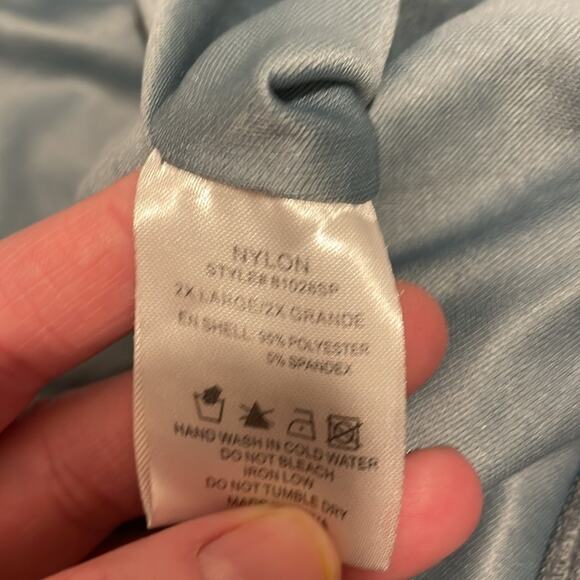 NYLON
STYLE# 81028SP
2X LARGE/2X GRANDE
EN SHELL: 95% POLYESTER
5% SPANDEX
HAND WASH IN COLD WATER
DO NOT BLEACH
IRON LOW
DO NOT TUMBLE DRY